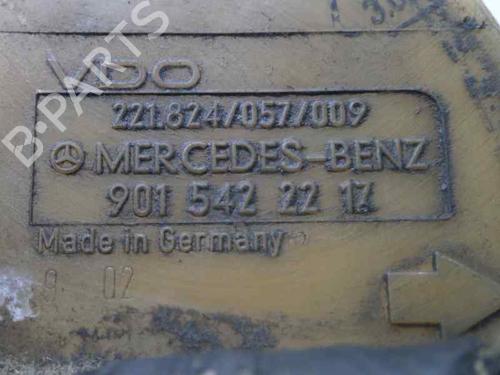 VDO
221.824/057/009
MERCEDES-BENZ
901 542 22 17
Made in Germany
9 02
B-PARTS